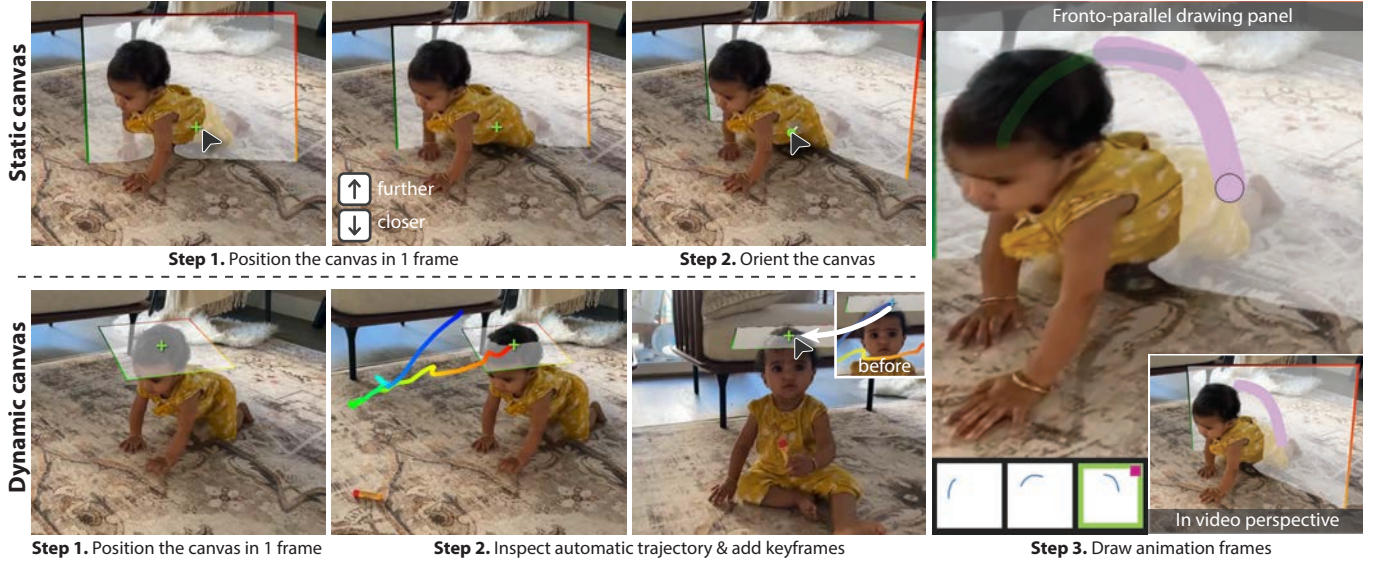 Static canvas
↑ further
↓ closer
Step 1. Position the canvas in 1 frame
Step 2. Orient the canvas
Dynamic canvas
before
Step 1. Position the canvas in 1 frame
Step 2. Inspect automatic trajectory & add keyframes
Fronto-parallel drawing panel
In video perspective
Step 3. Draw animation frames